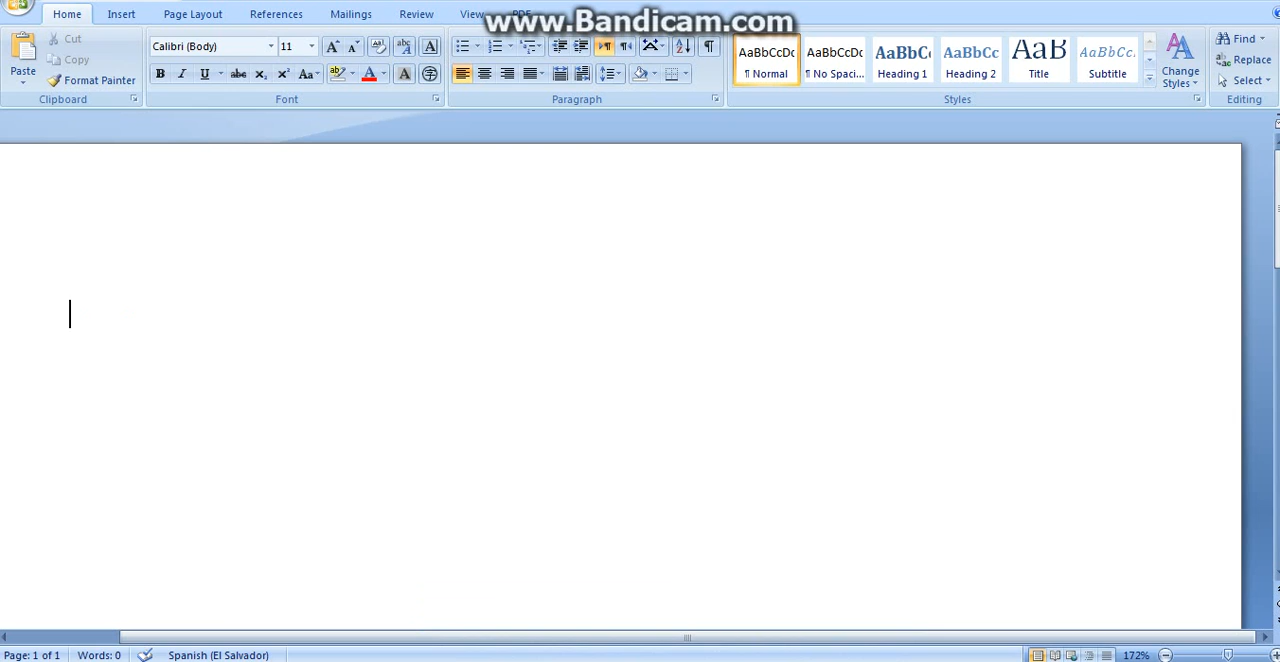 www.Bandicam.com
Home Insert Page Layout References Mailings Review View PDF
Paste
Cut
Copy
Format Painter
Clipboard
Calibri (Body) 11
Font
Paragraph
AaBbCcDc AaBbCcDc AaBbC AaBbCc AaB AaBbCc.
¶ Normal ¶ No Spaci... Heading 1 Heading 2 Title Subtitle
Change
Styles
Styles
Find
Replace
Select
Editing
Page: 1 of 1 Words: 0 Spanish (El Salvador) 172%